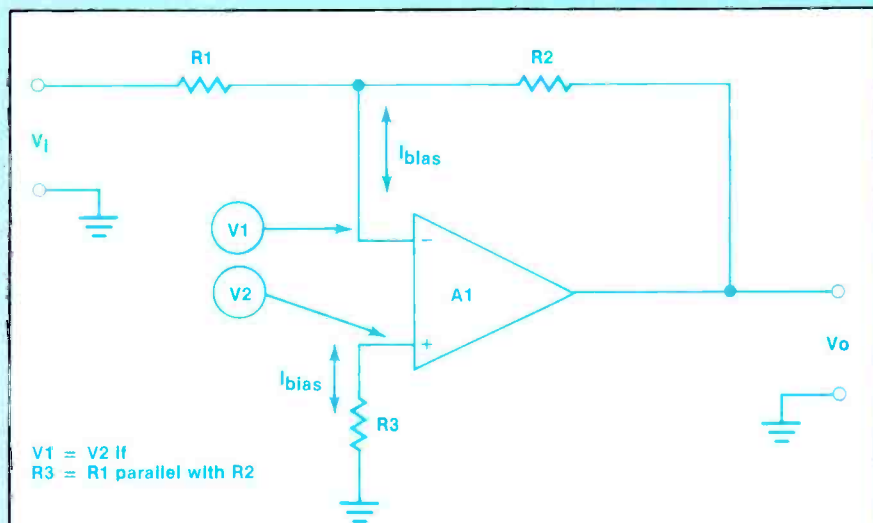 R1
R2
Vi
Ibias
V1
−
V2
A1
+
Vo
Ibias
R3
V1 = V2 if
R3 = R1 parallel with R2